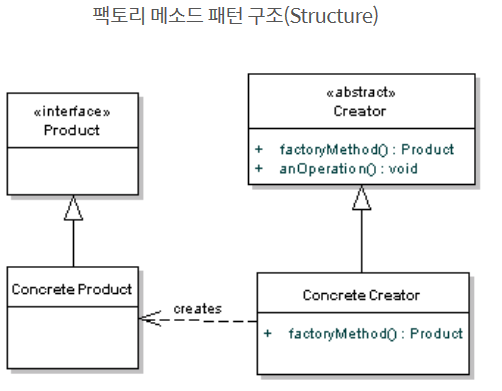 팩토리 메소드 패턴 구조(Structure)
«interface»
Product
«abstract»
Creator
+ factoryMethod() : Product
+ anOperation() : void
Concrete Product
creates
Concrete Creator
+ factoryMethod() : Product